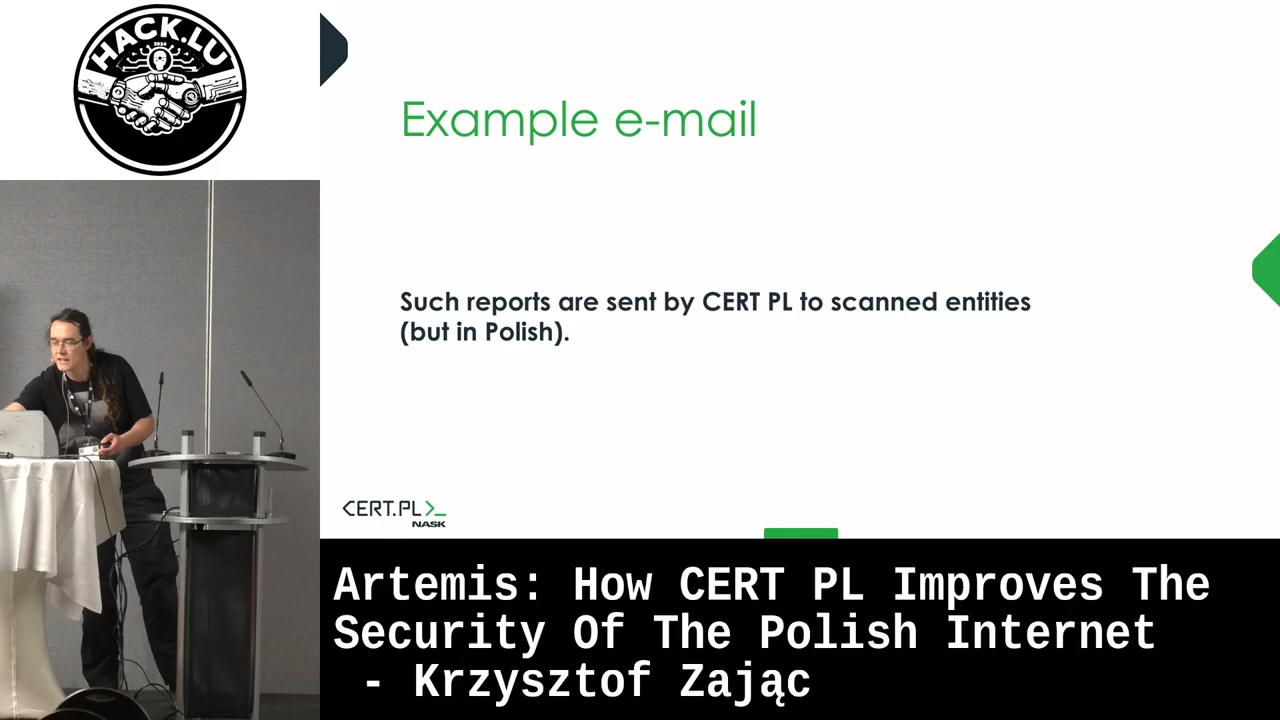 HACK.LU
2024
Example e-mail
Such reports are sent by CERT PL to scanned entities
(but in Polish).
<CERT.PL>_
NASK
Artemis: How CERT PL Improves The
Security Of The Polish Internet
- Krzysztof Zając